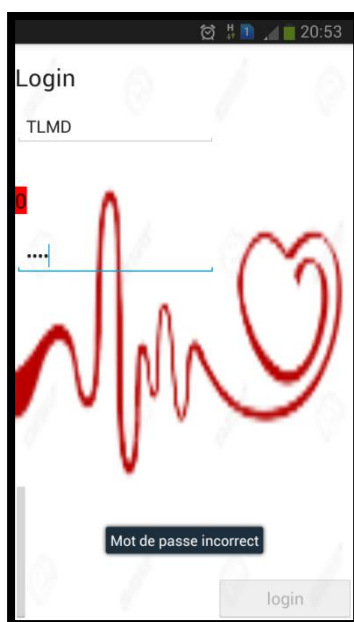 20:53
Login
TLMD
0
....
Mot de passe incorrect
login